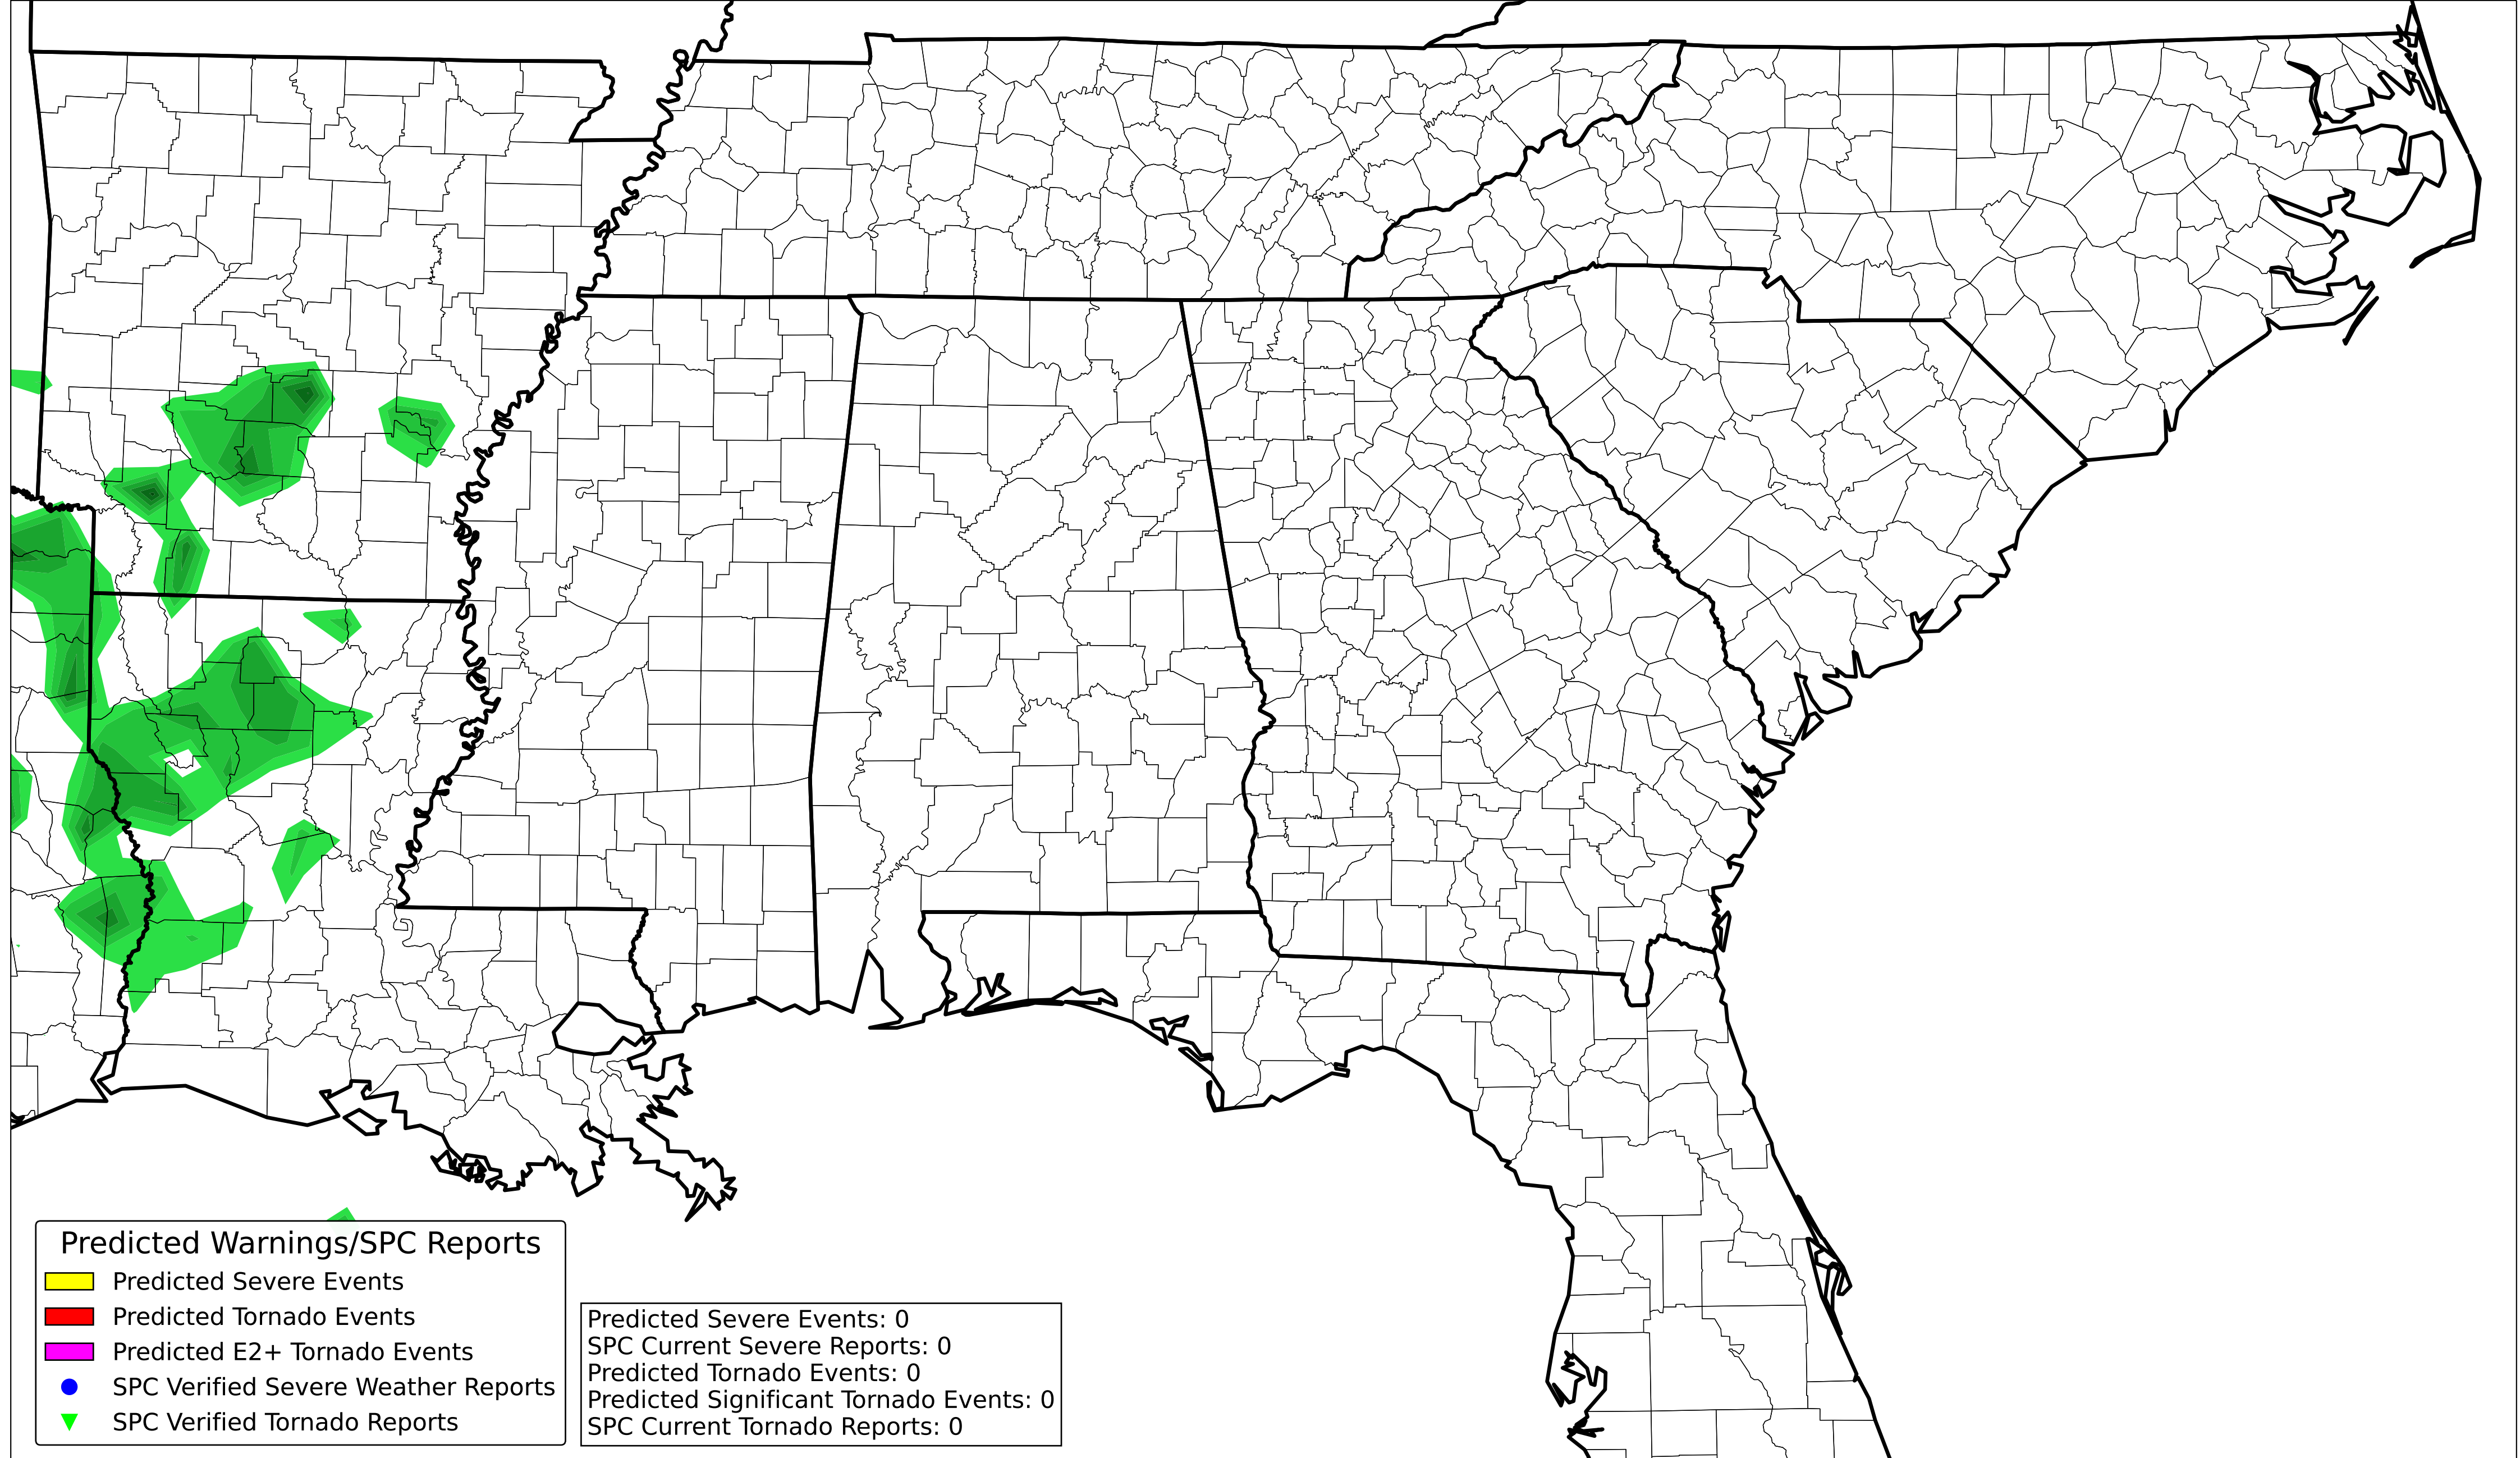 Predicted Warnings/SPC Reports
Predicted Severe Events
Predicted Tornado Events
Predicted E2+ Tornado Events
SPC Verified Severe Weather Reports
SPC Verified Tornado Reports
Predicted Severe Events: 0
SPC Current Severe Reports: 0
Predicted Tornado Events: 0
Predicted Significant Tornado Events: 0
SPC Current Tornado Reports: 0